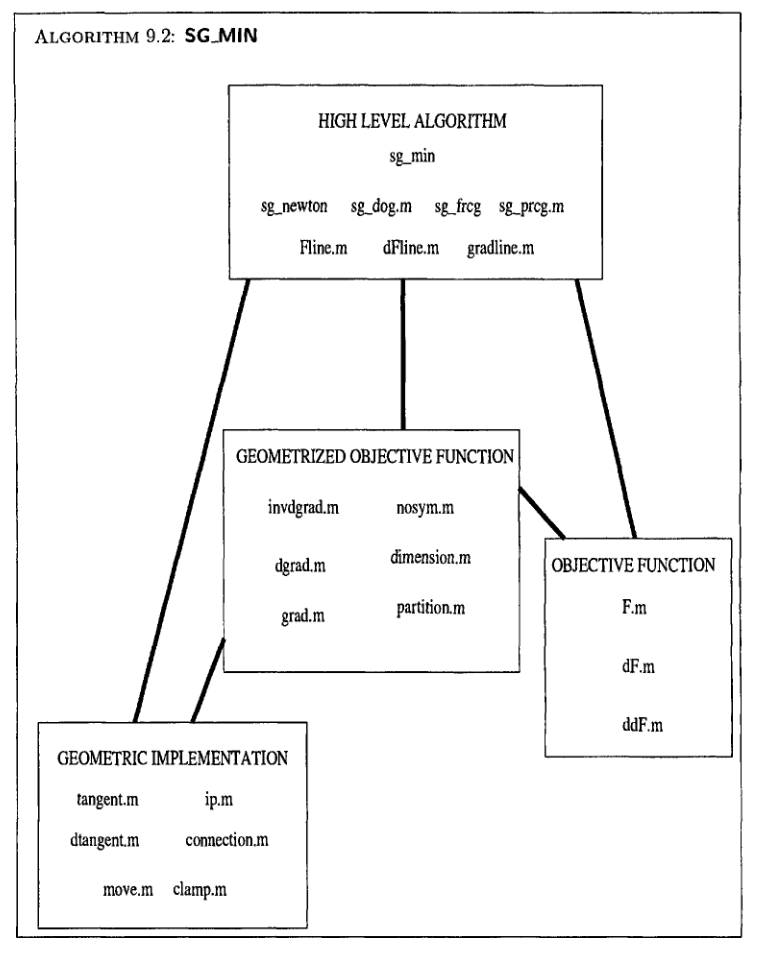 ALGORITHM 9.2: SG_MIN
HIGH LEVEL ALGORITHM
sg_min
sg_newton sg_dog.m sg_frcg sg_prcg.m
Fline.m dFline.m gradline.m
GEOMETRIZED OBJECTIVE FUNCTION
invdgrad.m nosym.m
dgrad.m dimension.m
grad.m partition.m
OBJECTIVE FUNCTION
F.m
dF.m
ddF.m
GEOMETRIC IMPLEMENTATION
tangent.m ip.m
dtangent.m connection.m
move.m clamp.m